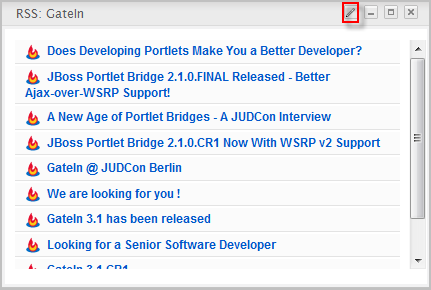 RSS: GateIn
Does Developing Portlets Make You a Better Developer?
JBoss Portlet Bridge 2.1.0.FINAL Released - Better
Ajax-over-WSRP Support!
A New Age of Portlet Bridges - A JUDCon Interview
JBoss Portlet Bridge 2.1.0.CR1 Now With WSRP v2 Support
GateIn @ JUDCon Berlin
We are looking for you !
GateIn 3.1 has been released
Looking for a Senior Software Developer
GateIn 3.1 CR1